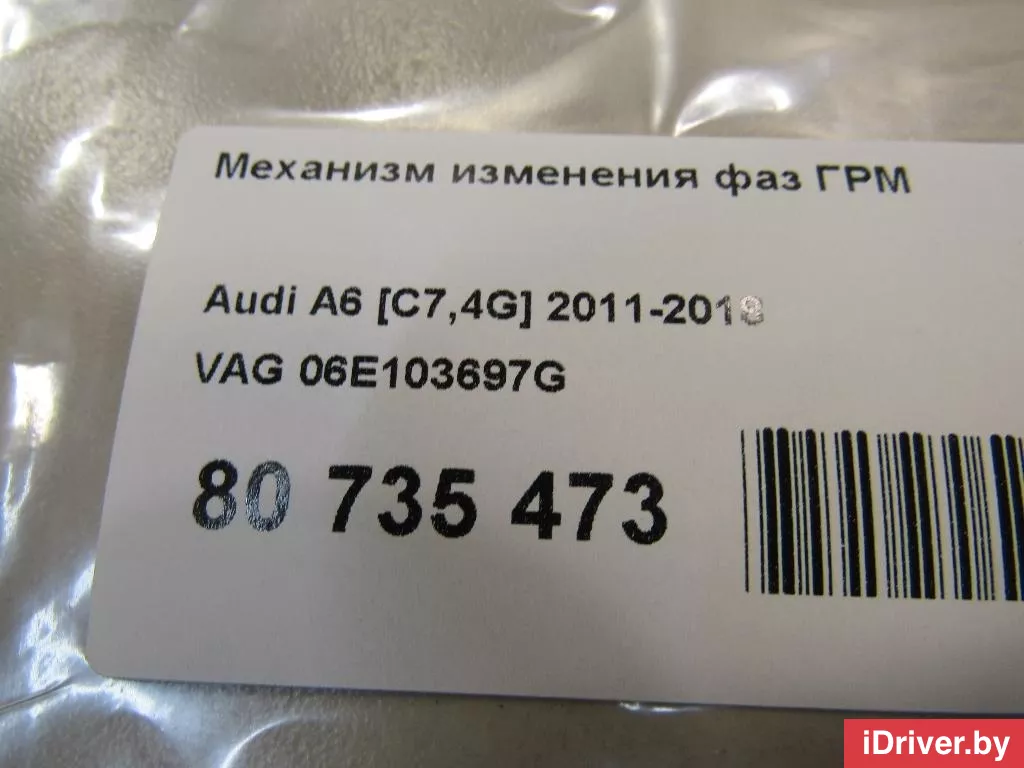 Механизм изменения фаз ГРМ
Audi A6 [C7,4G] 2011-2018
VAG 06E103697G
80 735 473
iDriver.by